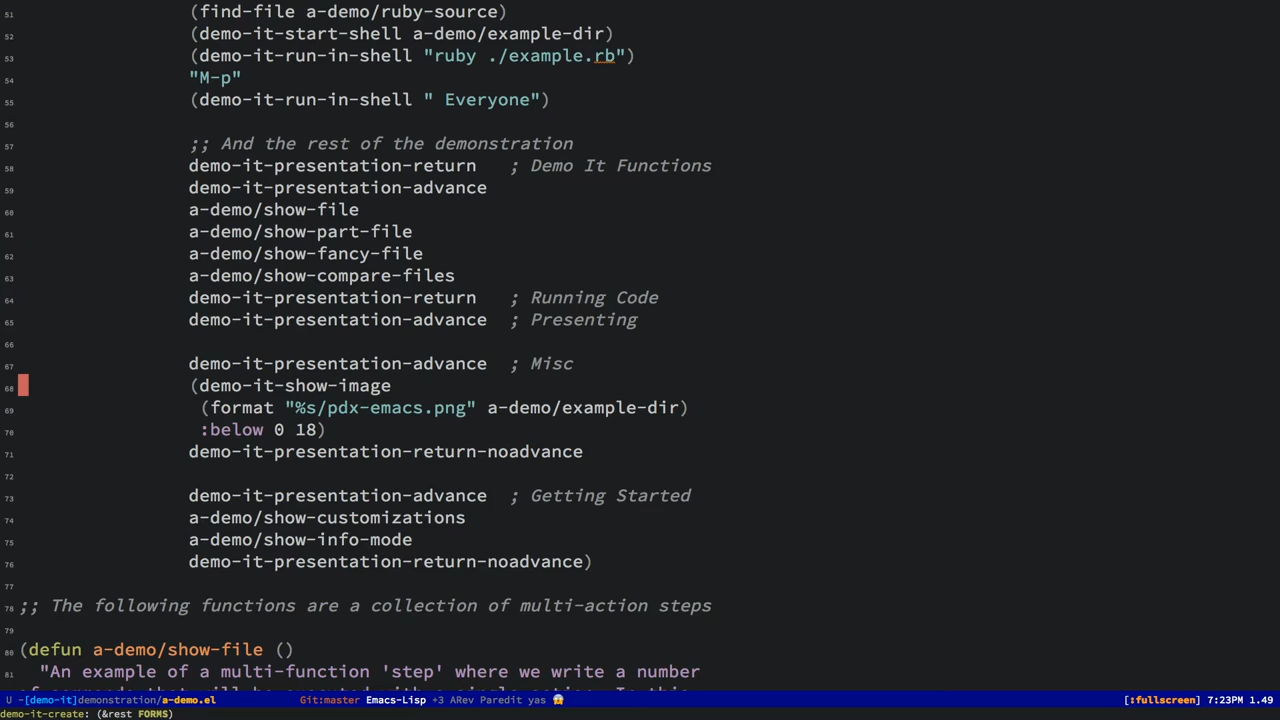 51 (find-file a-demo/ruby-source)
52 (demo-it-start-shell a-demo/example-dir)
53 (demo-it-run-in-shell "ruby ./example.rb")
54 "M-p"
55 (demo-it-run-in-shell " Everyone")
56
57 ;; And the rest of the demonstration
58 demo-it-presentation-return ; Demo It Functions
59 demo-it-presentation-advance
60 a-demo/show-file
61 a-demo/show-part-file
62 a-demo/show-fancy-file
63 a-demo/show-compare-files
64 demo-it-presentation-return ; Running Code
65 demo-it-presentation-advance ; Presenting
66
67 demo-it-presentation-advance ; Misc
68 (demo-it-show-image
69 (format "%s/pdx-emacs.png" a-demo/example-dir)
70 :below 0 18)
71 demo-it-presentation-return-noadvance
72
73 demo-it-presentation-advance ; Getting Started
74 a-demo/show-customizations
75 a-demo/show-info-mode
76 demo-it-presentation-return-noadvance)
77
78 ;; The following functions are a collection of multi-action steps
79
80 (defun a-demo/show-file ()
81 "An example of a multi-function 'step' where we write a number
U -[demo-it]demonstration/a-demo.el Git:master Emacs-Lisp +3 ARev Paredit yas [:fullscreen] 7:23PM 1.49
demo-it-create: (&rest FORMS)